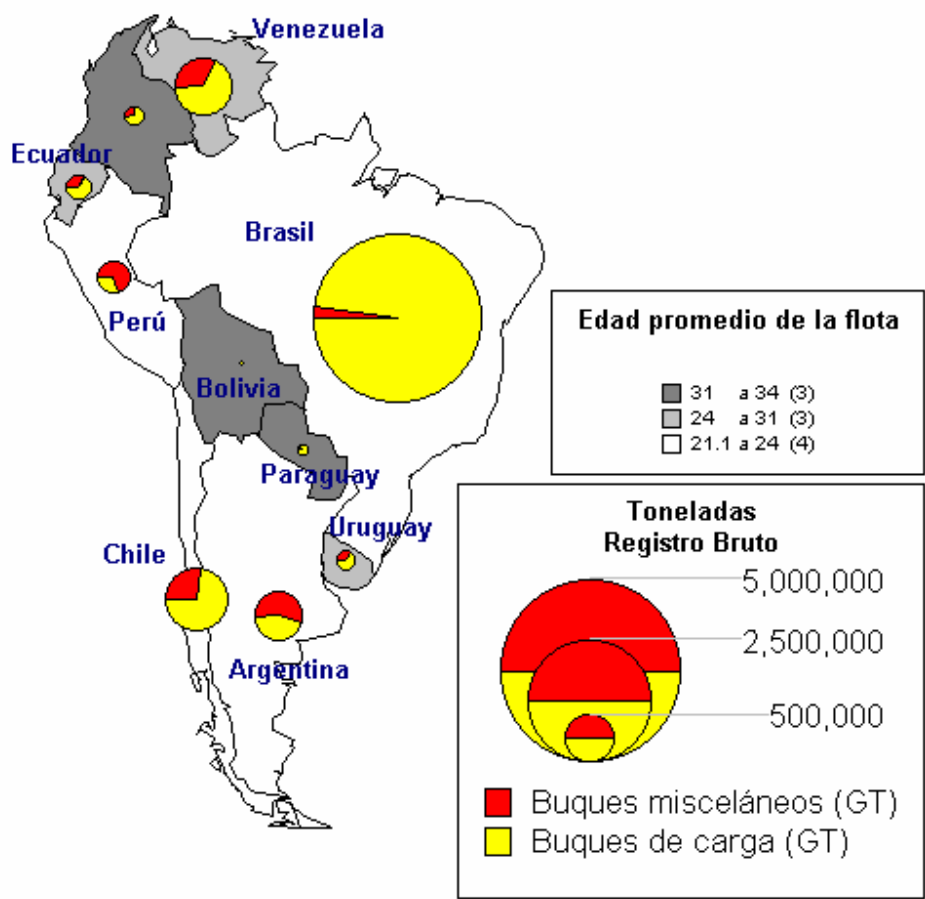 Venezuela
Ecuador
Brasil
Perú
Bolivia
Paraguay
Uruguay
Chile
Argentina
Edad promedio de la flota
31 a 34 (3)
24 a 31 (3)
21.1 a 24 (4)
Toneladas
Registro Bruto
5,000,000
2,500,000
500,000
Buques misceláneos (GT)
Buques de carga (GT)